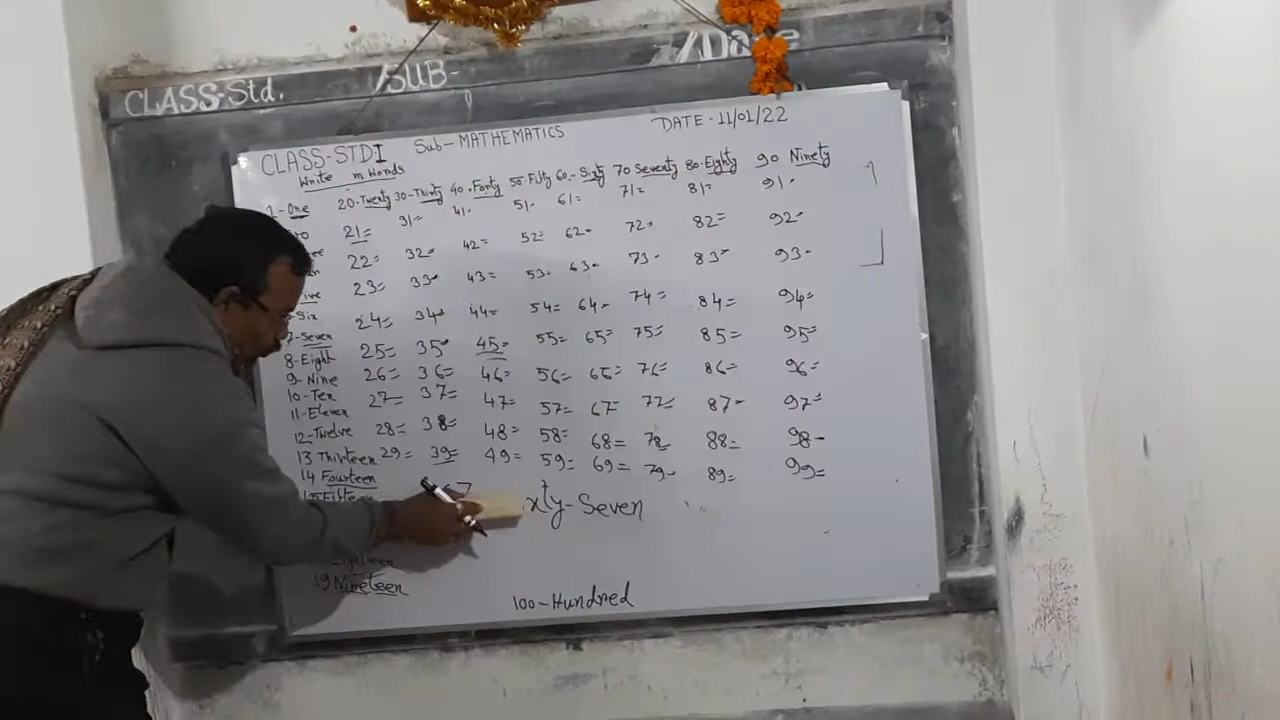 CLASS-Std. SUB- Date
CLASS-STD I Sub-MATHEMATICS DATE-11/01/22
Write in Words
1-One 20-Twenty 30-Thirty 40.Forty 50-Fifty 60.-Sixty 70 Seventy 80-Eighty 90 Ninety
21= 31= 41. 51. 61= 71= 81= 91.
22= 32= 42= 52= 62= 72= 82= 92.
23= 33= 43= 53. 63= 73- 83- 93-
Six 24= 34= 44= 54= 64= 74= 84= 94=
7-Seven 25= 35= 45= 55= 65= 75= 85= 95=
8-Eight 26= 36= 46= 56= 66= 76= 86= 96=
9-Nine 27= 37= 47= 57= 67= 77= 87- 97=
10-Ten 28= 38= 48= 58= 68= 78= 88= 98-
11-Eleven 29= 39= 49= 59= 69= 79- 89= 99=
12-Twelve
13 Thirteen
14 Fourteen
15 Fifteen
7 xty-Seven
19 Nineteen
100-Hundred